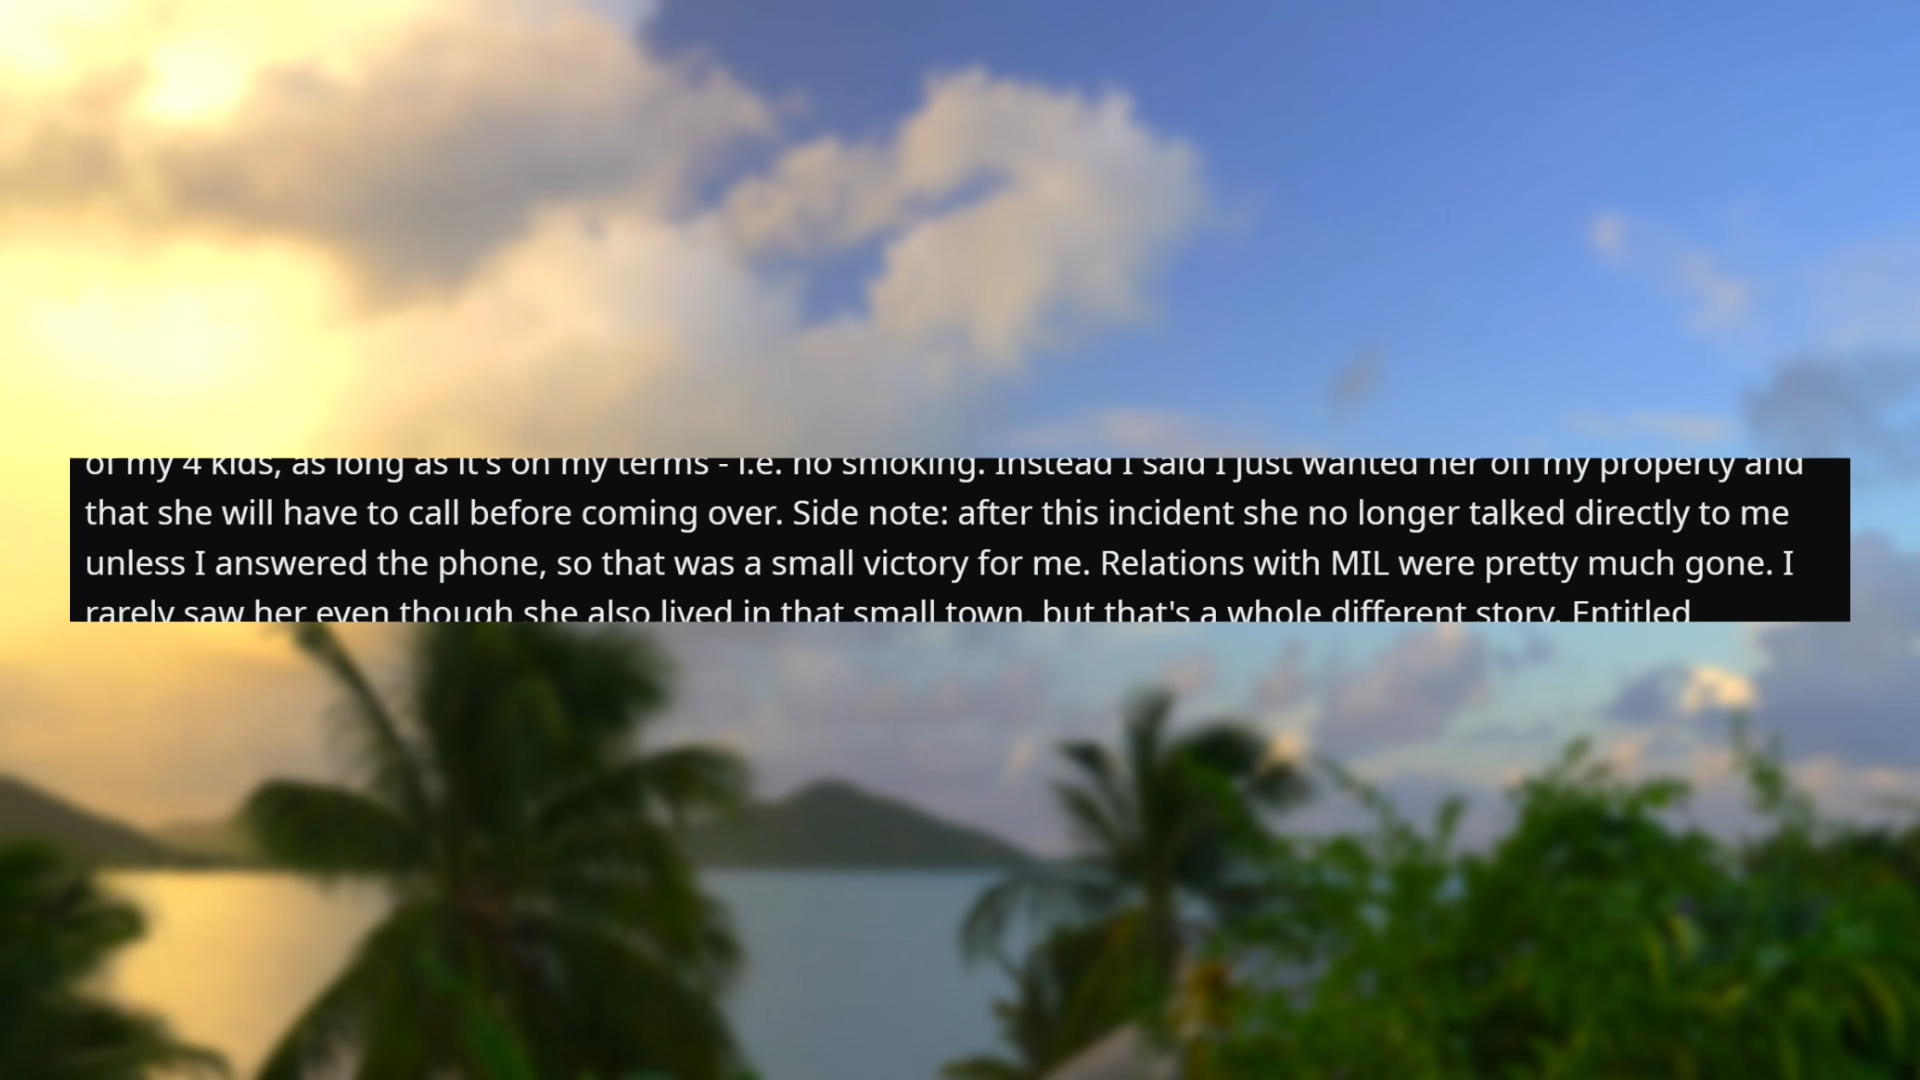 of my 4 kids, as long as it's on my terms - i.e. no smoking. Instead I said I just wanted her off my property and
that she will have to call before coming over. Side note: after this incident she no longer talked directly to me
unless I answered the phone, so that was a small victory for me. Relations with MIL were pretty much gone. I
rarely saw her even though she also lived in that small town, but that's a whole different story. Entitled